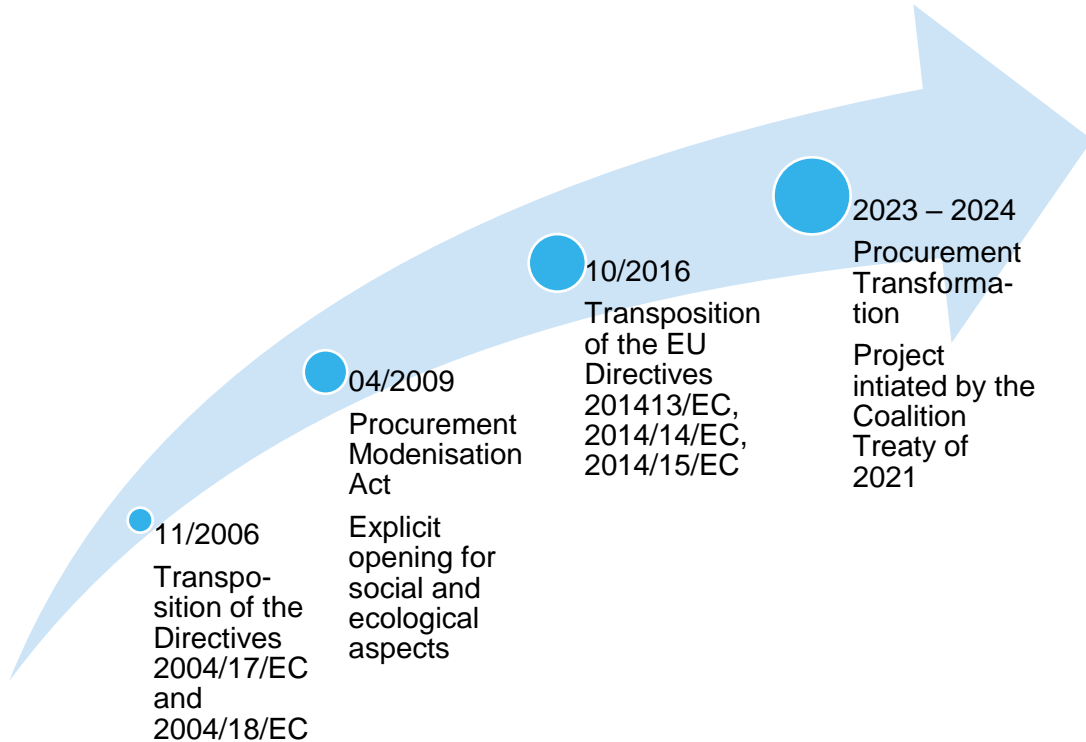 11/2006
Transpo-
sition of the
Directives
2004/17/EC
and
2004/18/EC
04/2009
Procurement
Modenisation
Act
Explicit
opening for
social and
ecological
aspects
10/2016
Transposition
of the EU
Directives
201413/EC,
2014/14/EC,
2014/15/EC
2023 – 2024
Procurement
Transforma-
tion
Project
intiated by the
Coalition
Treaty of
2021